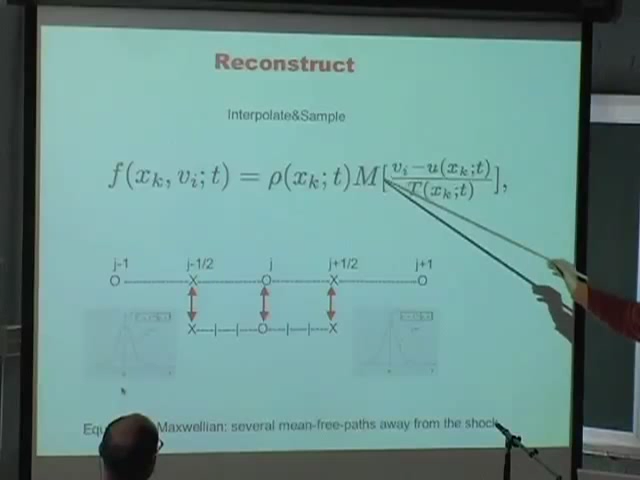 Reconstruct
Interpolate&Sample
f(x_k, v_i; t) = ρ(x_k; t)M[\frac{v_i − u(x_k;t)}{T(x_k;t)}],
j-1 j-1/2 j j+1/2 j+1
O X O X O
X O X
Maxwellian: several mean-free-paths away from the shock